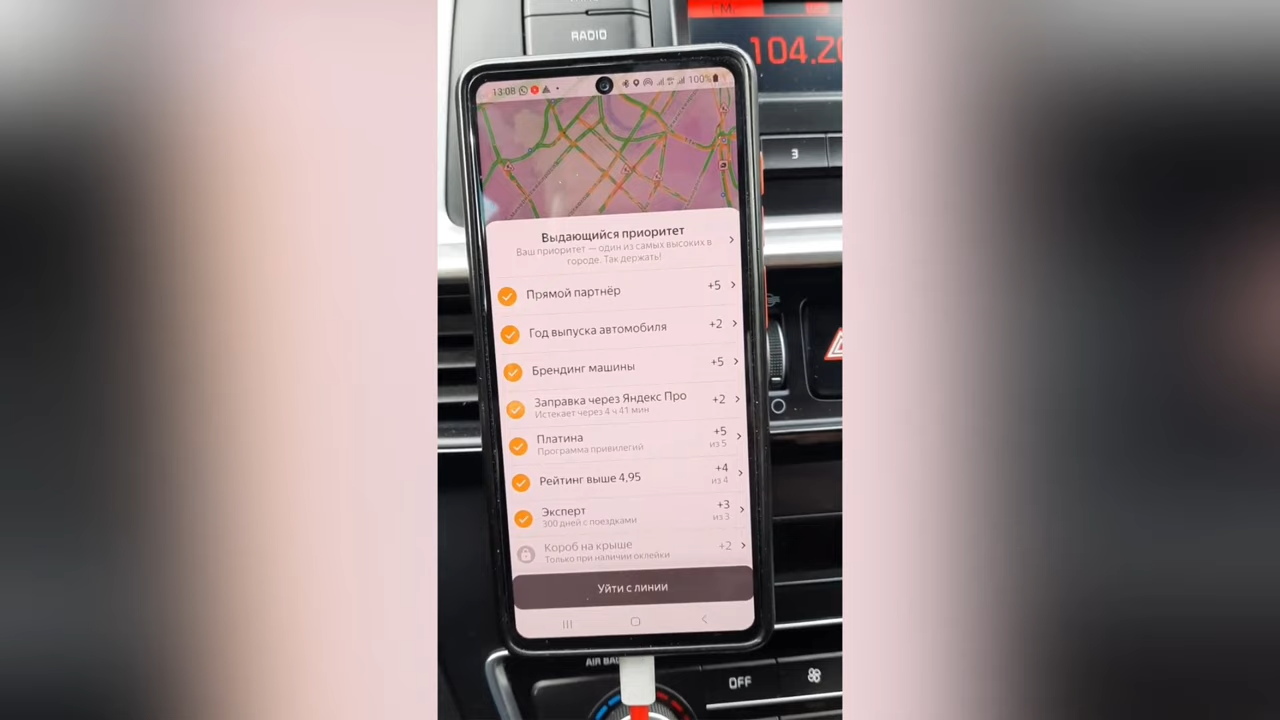 RADIO
104.20
13:08
100%
3
Выдающийся приоритет
Ваш приоритет — один из самых высоких в
городе. Так держать!
Прямой партнёр +5
Год выпуска автомобиля +2
Брендинг машины +5
Заправка через Яндекс Про +2
Истекает через 4 ч 41 мин
Платина +5
Программа привилегий из 5
Рейтинг выше 4,95 +4
из 4
Эксперт +3
300 дней с поездками из 3
Короб на крыше +2
Только при наличии оклейки
Уйти с линии
AIR BA
OFF